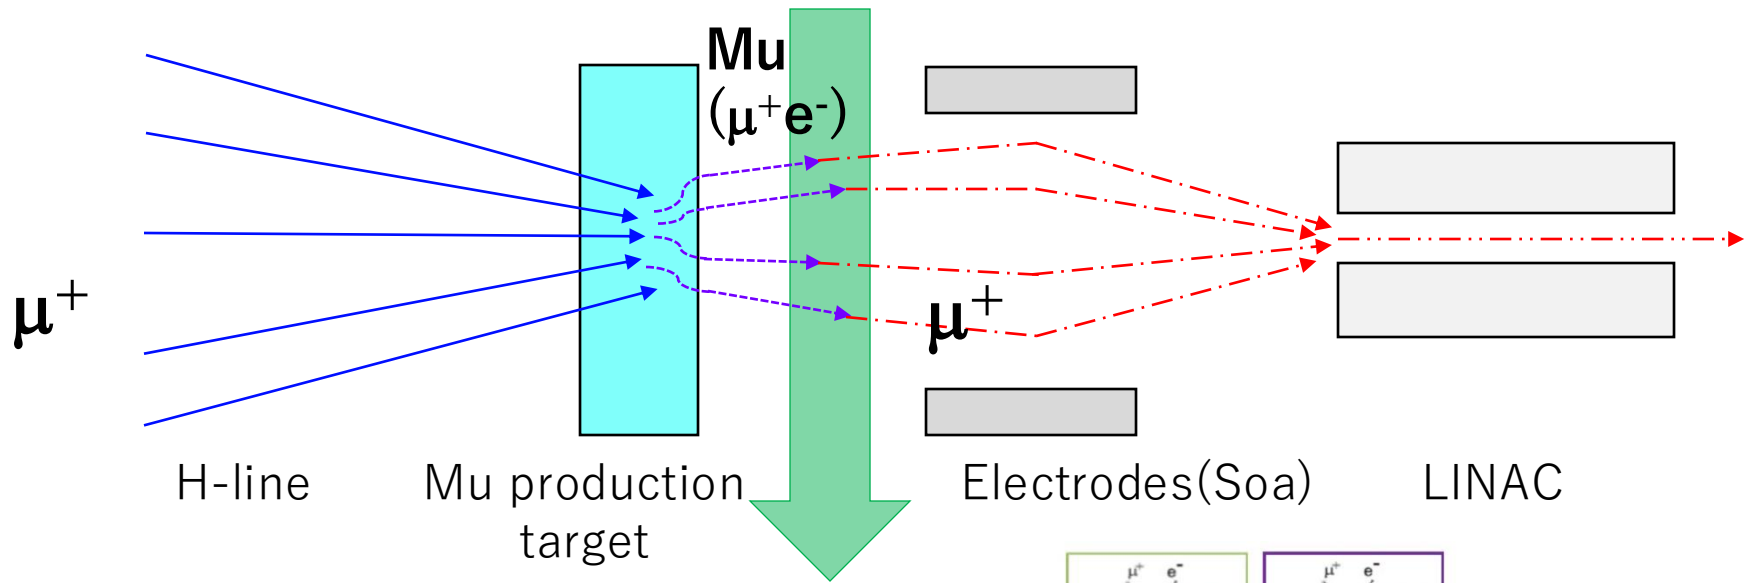 Mu
(μ⁺e⁻)
μ⁺
μ⁺
H-line
Mu production
target
Electrodes(Soa)
LINAC
μ⁺ e⁻
μ⁺ e⁻